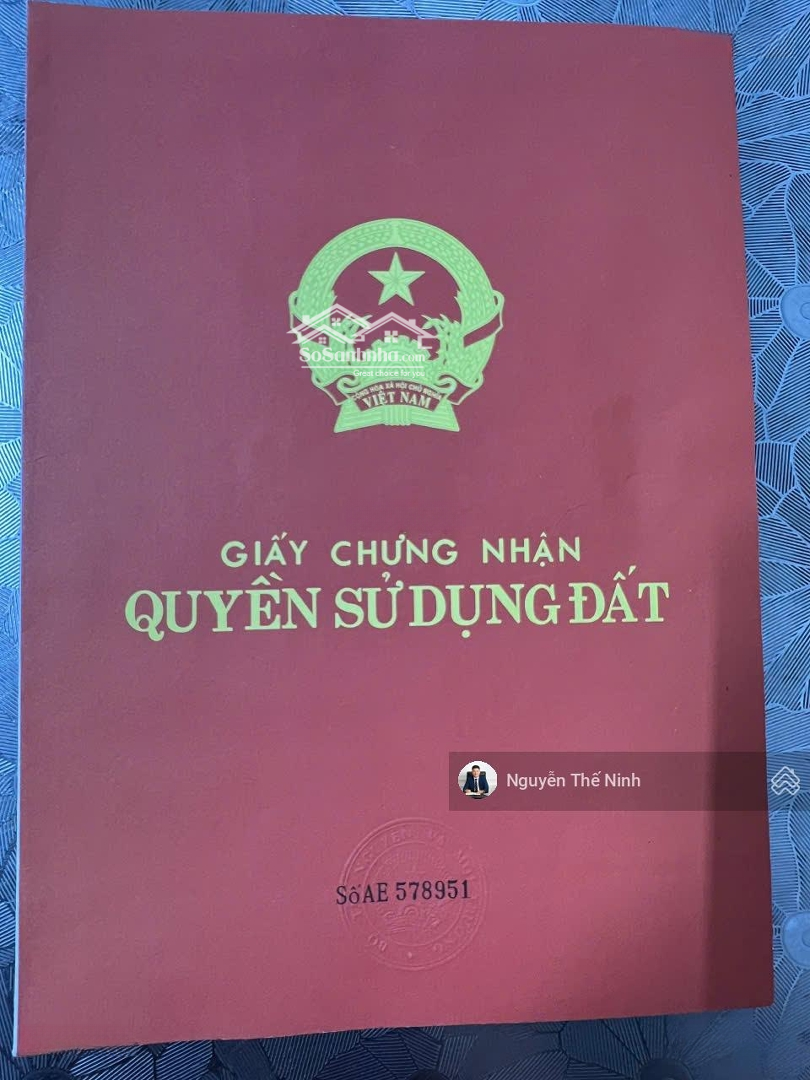 SoSanhnha.com
Great choice for you
CỘNG HÒA XÃ HỘI CHỦ NGHĨA
VIỆT NAM
GIẤY CHỨNG NHẬN
QUYỀN SỬ DỤNG ĐẤT
Nguyễn Thế Ninh
Số AE 578951